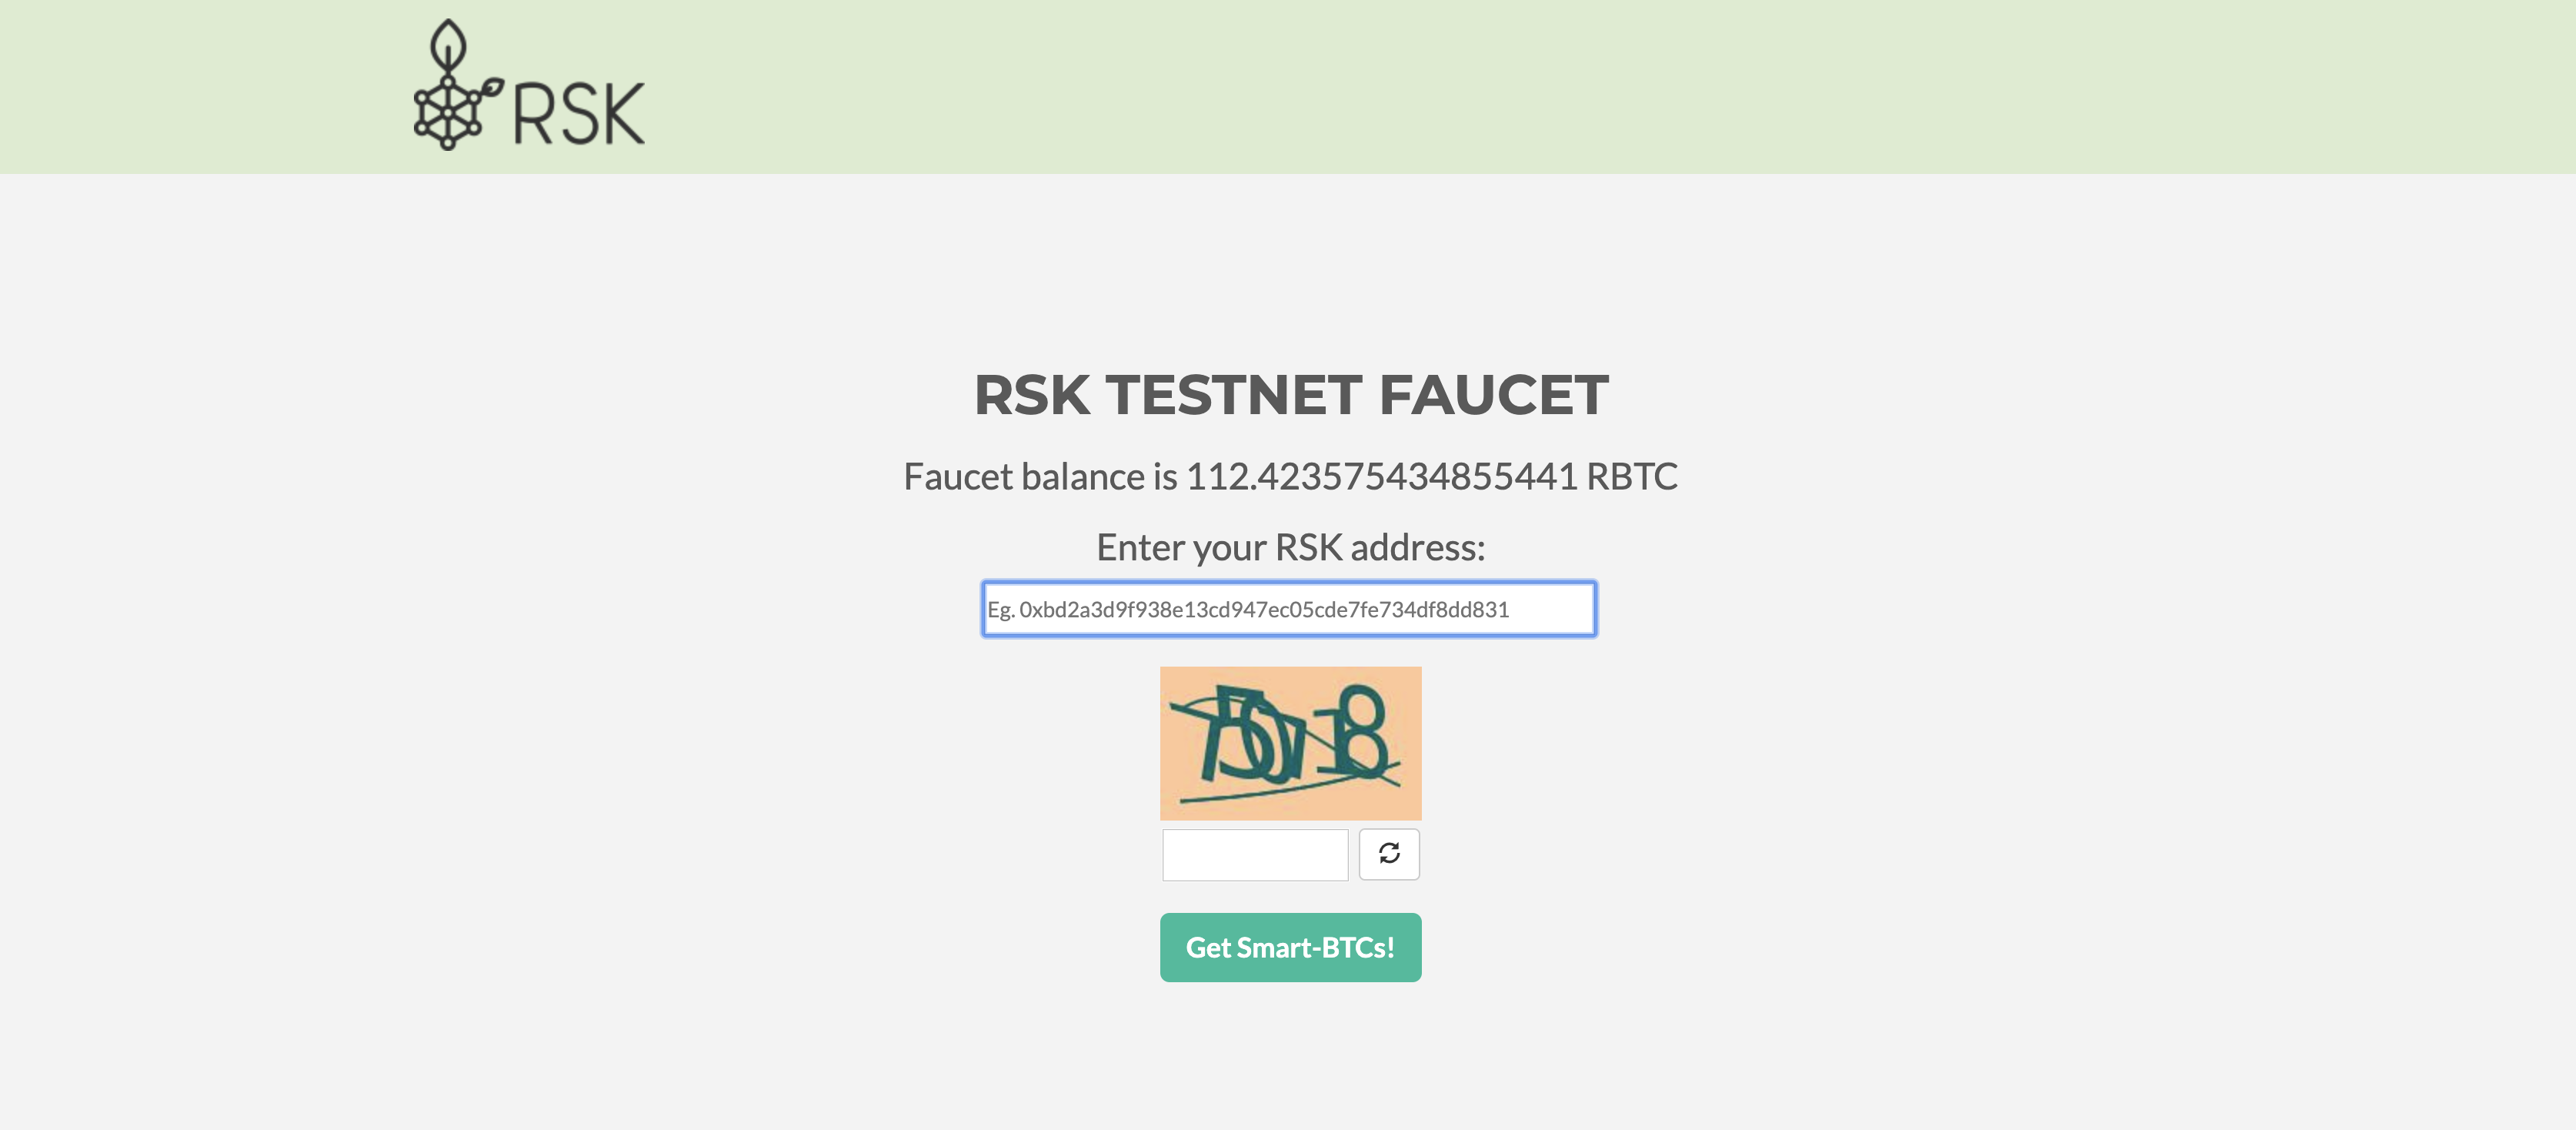 RSK
RSK TESTNET FAUCET
Faucet balance is 112.423575434855441 RBTC
Enter your RSK address:
Eg. 0xbd2a3d9f938e13cd947ec05cde7fe734df8dd831
Get Smart-BTCs!